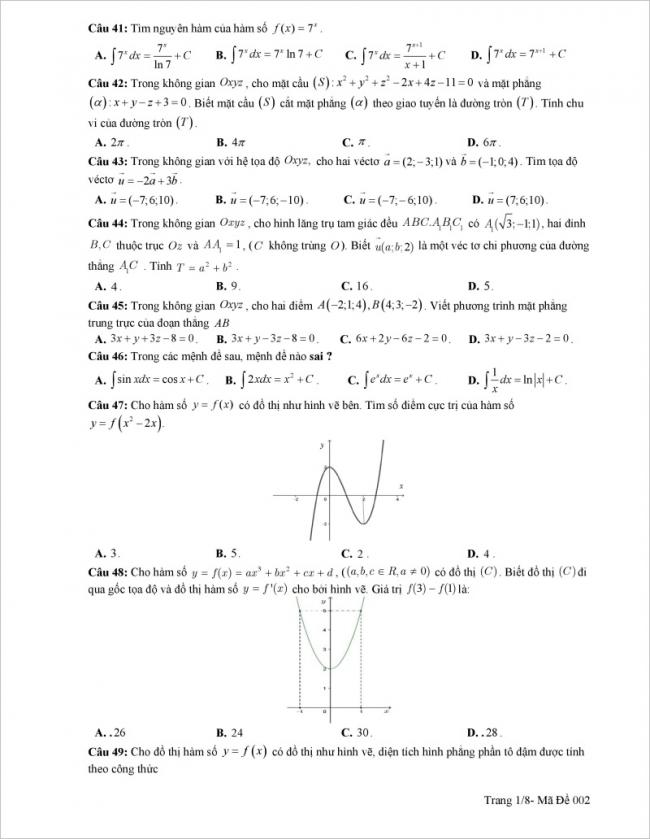 Câu 41: Tìm nguyên hàm của hàm số f(x) = 7^x .
A. ∫7^x dx = 7^x/ln 7 + C B. ∫7^x dx = 7^x ln 7 + C C. ∫7^x dx = 7^(x+1)/(x+1) + C D. ∫7^x dx = 7^(x+1) + C
Câu 42: Trong không gian Oxyz , cho mặt cầu (S): x² + y² + z² − 2x + 4z − 11 = 0 và mặt phẳng
(α): x + y − z + 3 = 0 . Biết mặt cầu (S) cắt mặt phẳng (α) theo giao tuyến là đường tròn (T). Tính chu
vi của đường tròn (T).
A. 2π . B. 4π C. π . D. 6π .
Câu 43: Trong không gian với hệ tọa độ Oxyz, cho hai véctơ a⃗ = (2;−3;1) và b⃗ = (−1;0;4) . Tìm tọa độ
véctơ u⃗ = −2a⃗ + 3b⃗ .
A. u⃗ = (−7;6;10) . B. u⃗ = (−7;6;−10) . C. u⃗ = (−7;−6;10) . D. u⃗ = (7;6;10) .
Câu 44: Trong không gian Oxyz , cho hình lăng trụ tam giác đều ABC.A₁B₁C₁ có A₁(√3;−1;1), hai đỉnh
B,C thuộc trục Oz và AA₁ = 1, (C không trùng O). Biết u⃗(a;b;2) là một véc tơ chỉ phương của đường
thẳng A₁C . Tính T = a² + b² .
A. 4 . B. 9 . C. 16 . D. 5 .
Câu 45: Trong không gian Oxyz , cho hai điểm A(−2;1;4), B(4;3;−2) . Viết phương trình mặt phẳng
trung trực của đoạn thẳng AB
A. 3x + y + 3z − 8 = 0 . B. 3x + y − 3z − 8 = 0 . C. 6x + 2y − 6z − 2 = 0 . D. 3x + y − 3z − 2 = 0 .
Câu 46: Trong các mệnh đề sau, mệnh đề nào sai ?
A. ∫sin xdx = cos x + C . B. ∫2xdx = x² + C . C. ∫e^x dx = e^x + C . D. ∫1/x dx = ln|x| + C .
Câu 47: Cho hàm số y = f(x) có đồ thị như hình vẽ bên. Tìm số điểm cực trị của hàm số
y = f(x² − 2x).
y
x
A. 3 . B. 5 . C. 2 . D. 4 .
Câu 48: Cho hàm số y = f(x) = ax³ + bx² + cx + d , ((a,b,c ∈ R, a ≠ 0) có đồ thị (C) . Biết đồ thị (C) đi
qua gốc tọa độ và đồ thị hàm số y = f '(x) cho bởi hình vẽ. Giá trị f(3) − f(1) là:
A. . 26 B. 24 C. 30 . D. . 28 .
Câu 49: Cho đồ thị hàm số y = f(x) có đồ thị như hình vẽ, diện tích hình phẳng phần tô đậm được tính
theo công thức
Trang 1/8- Mã Đề 002